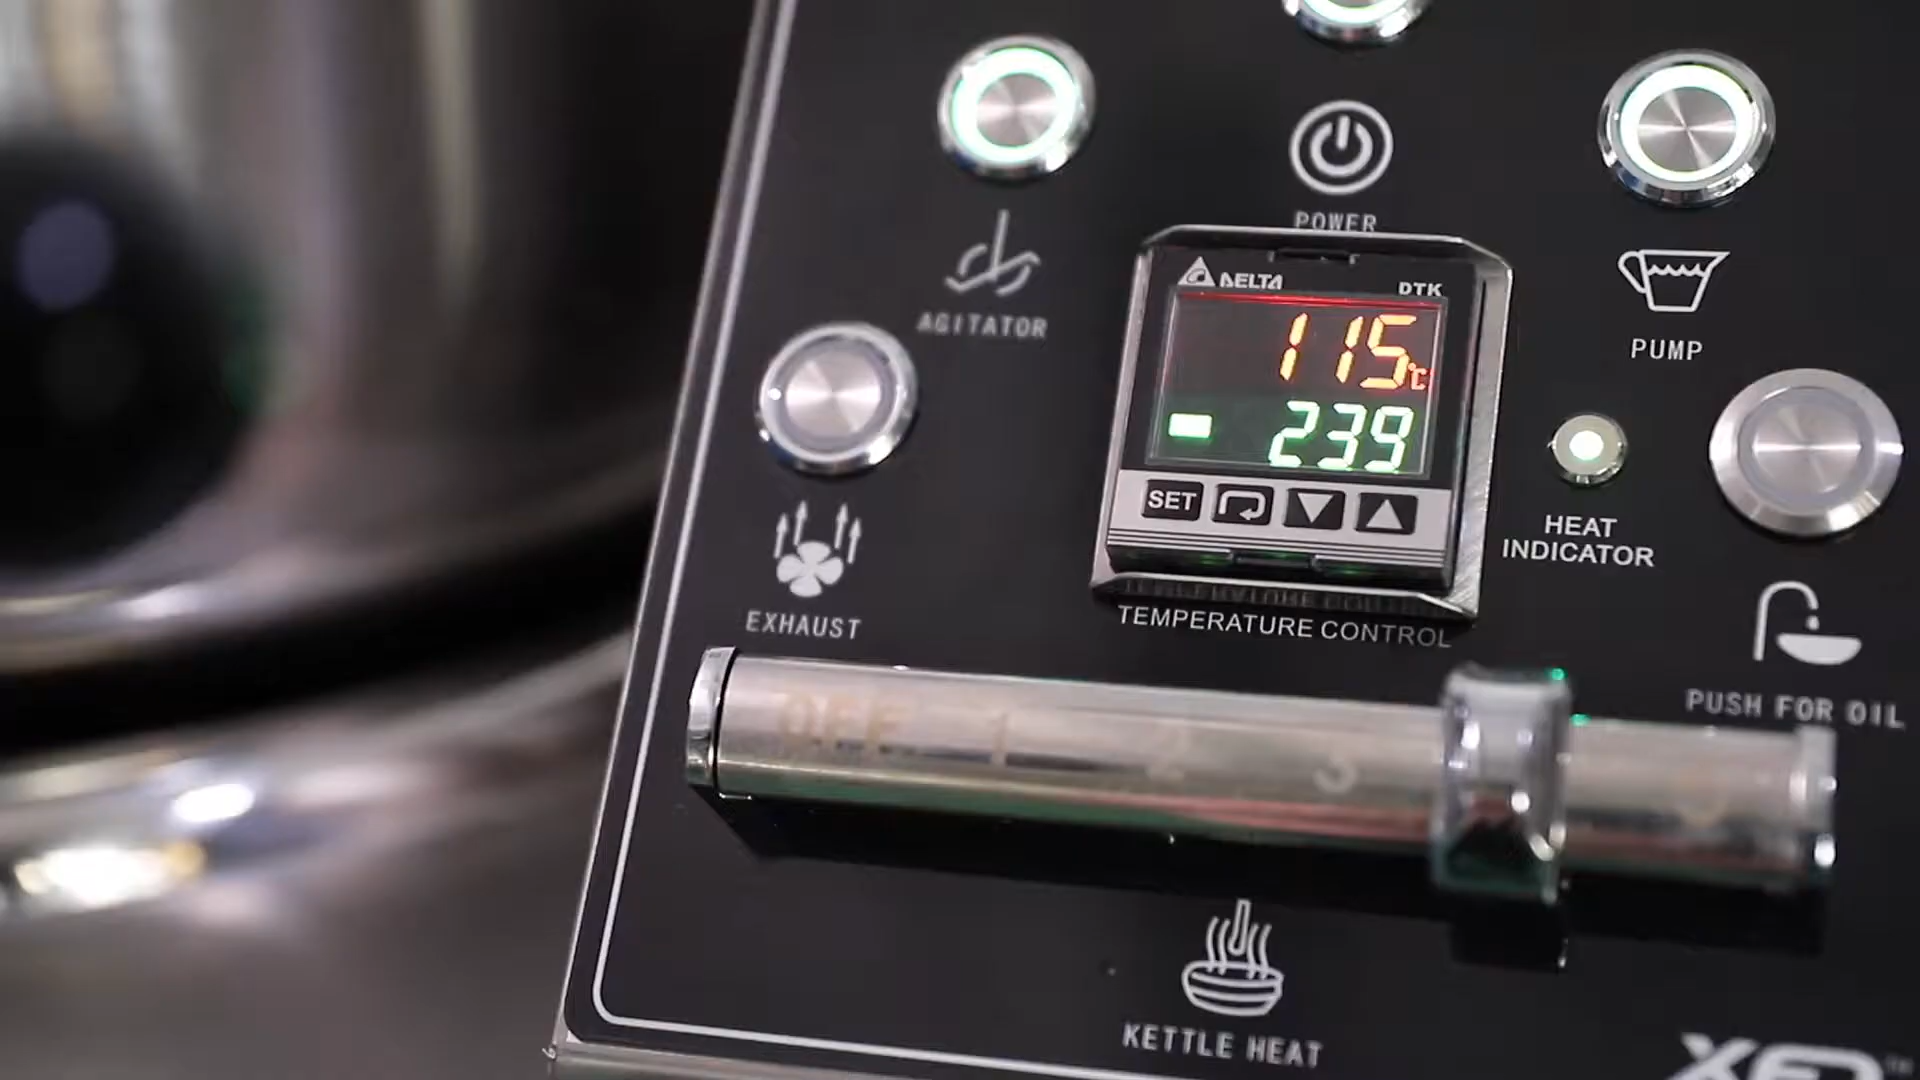 POWER
DELTA DTK
115°C
239
SET
AGITATOR
PUMP
HEAT
INDICATOR
EXHAUST
TEMPERATURE CONTROL
PUSH FOR OIL
OFF 1 2 3
KETTLE HEAT